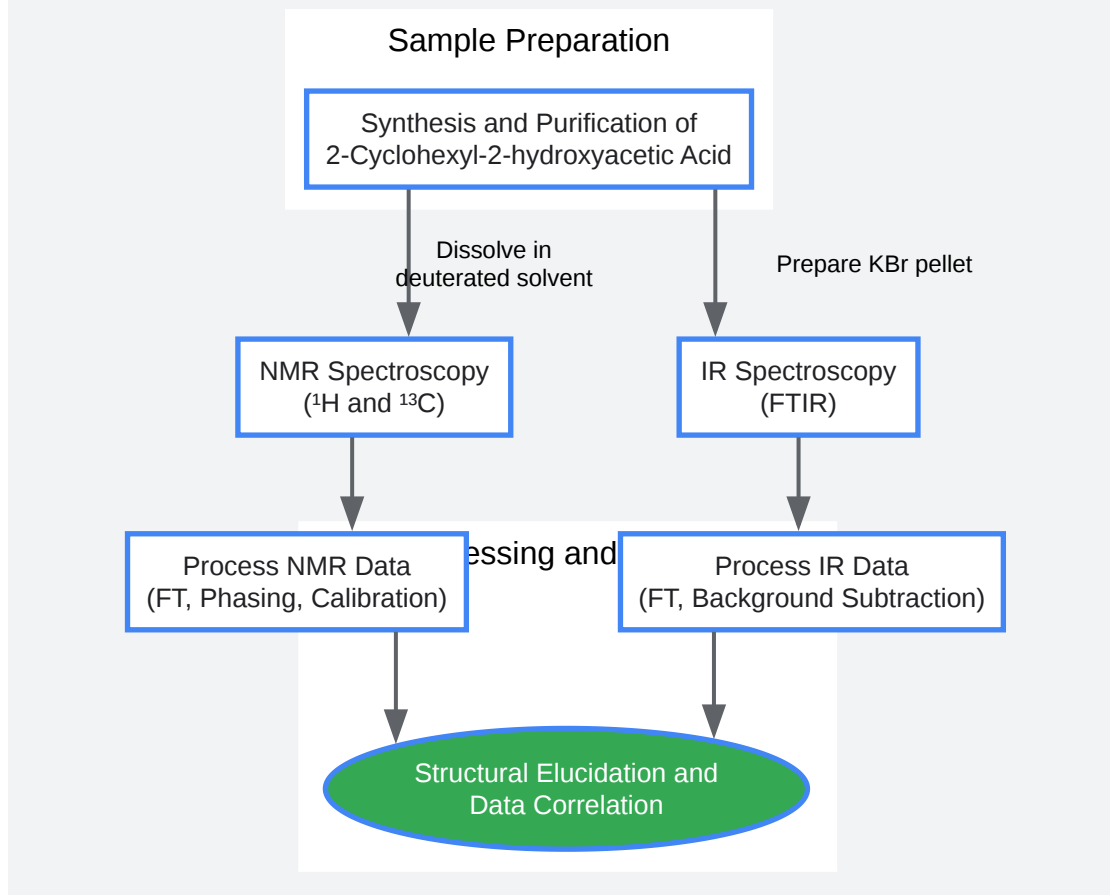 Sample Preparation
Synthesis and Purification of
2-Cyclohexyl-2-hydroxyacetic Acid
Dissolve in
deuterated solvent
Prepare KBr pellet
NMR Spectroscopy
(¹H and ¹³C)
IR Spectroscopy
(FTIR)
essing and
Process NMR Data
(FT, Phasing, Calibration)
Process IR Data
(FT, Background Subtraction)
Structural Elucidation and
Data Correlation